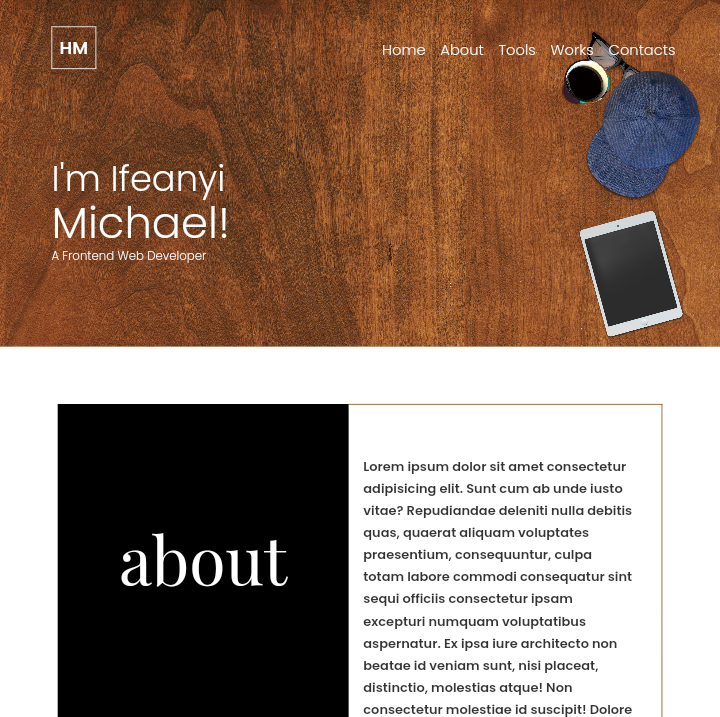 HM
Home About Tools Works Contacts
I'm Ifeanyi
Michael!
A Frontend Web Developer
about
Lorem ipsum dolor sit amet consectetur
adipisicing elit. Sunt cum ab unde iusto
vitae? Repudiandae deleniti nulla debitis
quas, quaerat aliquam voluptates
praesentium, consequuntur, culpa
totam labore commodi consequatur sint
sequi officiis consectetur ipsam
excepturi numquam voluptatibus
aspernatur. Ex ipsa iure architecto non
beatae id veniam sunt, nisi placeat,
distinctio, molestias atque! Non
consectetur molestiae id suscipit! Dolore